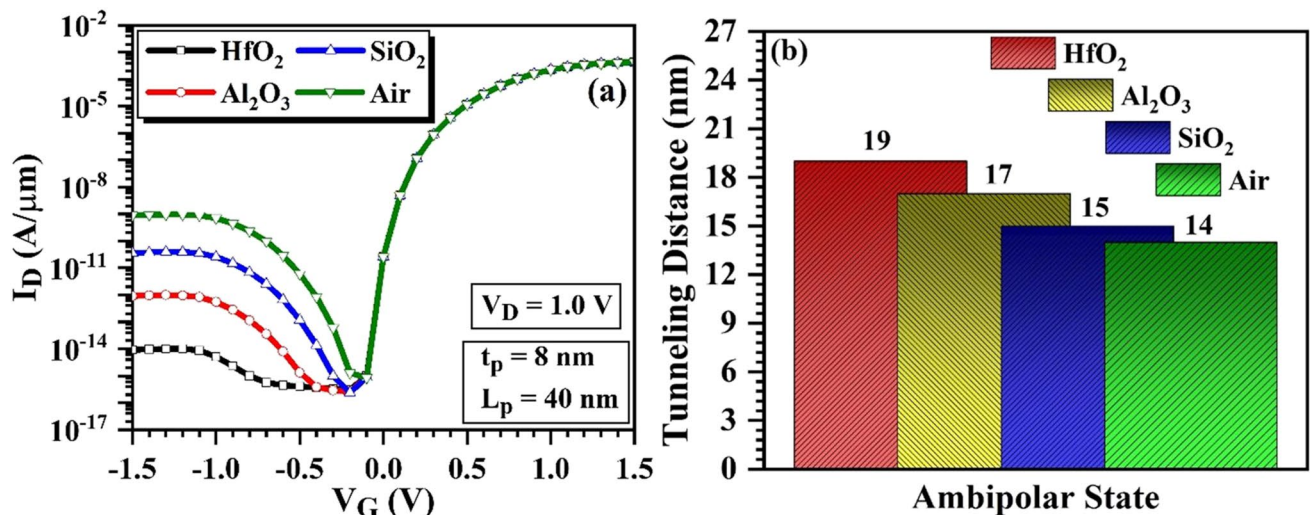 (a)
HfO₂
SiO₂
Al₂O₃
Air
I_D (A/μm)
10⁻²
10⁻⁵
10⁻⁸
10⁻¹¹
10⁻¹⁴
10⁻¹⁷
V_D = 1.0 V
t_p = 8 nm
L_p = 40 nm
-1.5 -1.0 -0.5 0.0 0.5 1.0 1.5
V_G (V)
(b)
HfO₂
Al₂O₃
SiO₂
Air
Tunneling Distance (nm)
27
24
21
18
15
12
9
6
3
0
19
17
15
14
Ambipolar State